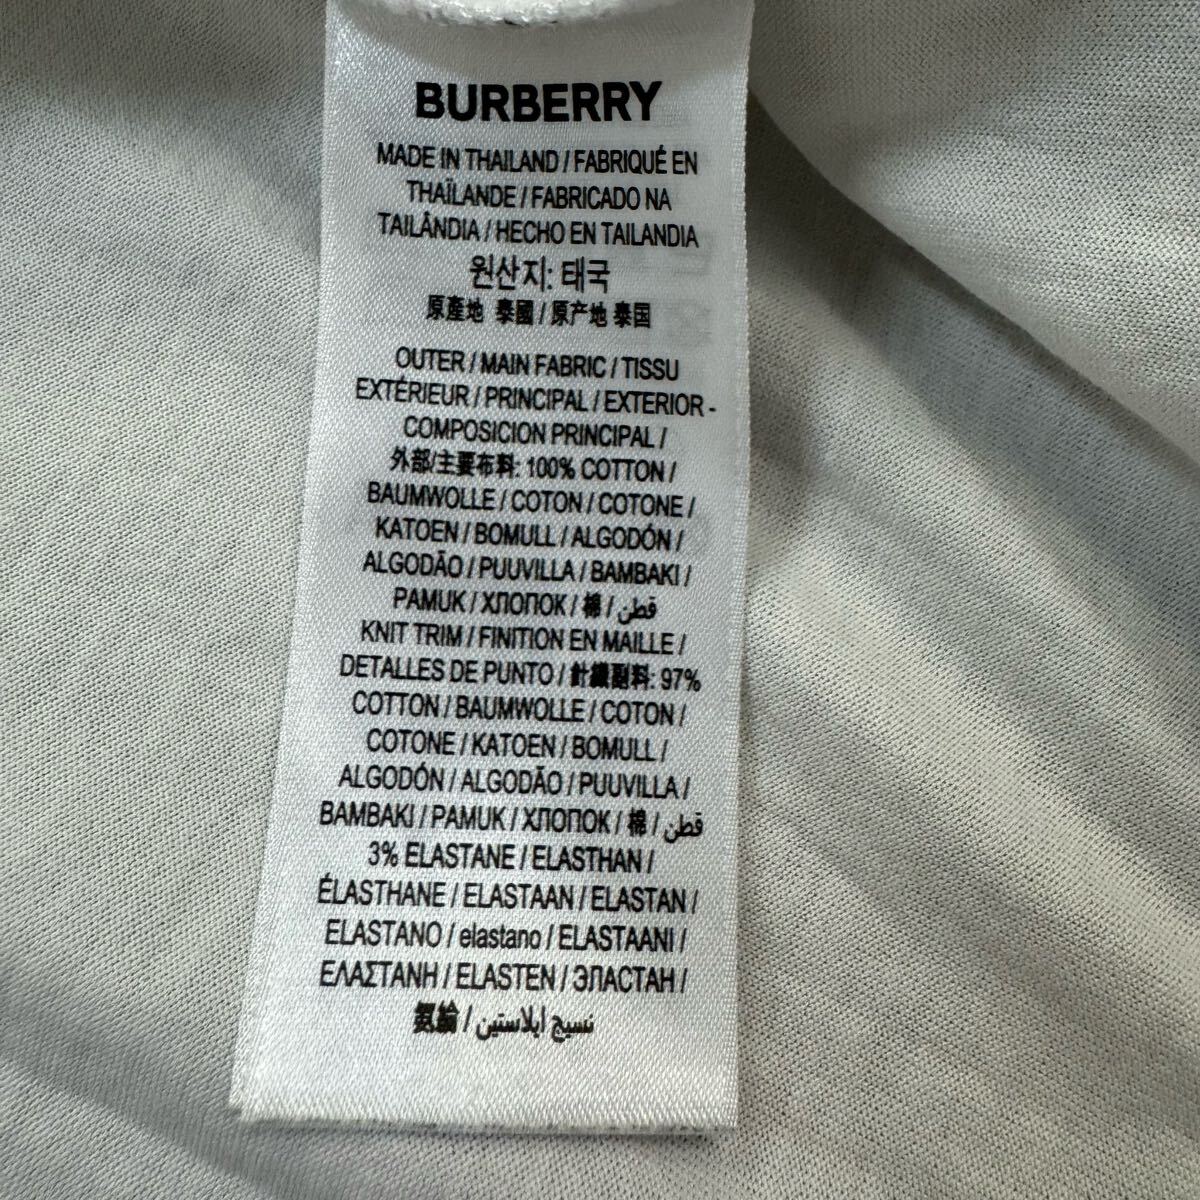 BURBERRY
MADE IN THAILAND / FABRIQUÉ EN
THAÏLANDE / FABRICADO NA
TAILÂNDIA / HECHO EN TAILANDIA
원산지: 태국
原產地 泰國 / 原产地 泰国
OUTER / MAIN FABRIC / TISSU
EXTÉRIEUR / PRINCIPAL / EXTERIOR -
COMPOSICION PRINCIPAL /
外部/主要布料: 100% COTTON /
BAUMWOLLE / COTON / COTONE /
KATOEN / BOMULL / ALGODÓN /
ALGODÃO / PUUVILLA / BAMBAKI /
PAMUK / ХЛОПОК / 棉 / قطن
KNIT TRIM / FINITION EN MAILLE /
DETALLES DE PUNTO / 針織副料: 97%
COTTON / BAUMWOLLE / COTON /
COTONE / KATOEN / BOMULL /
ALGODÓN / ALGODÃO / PUUVILLA /
BAMBAKI / PAMUK / ХЛОПОК / 棉 / قطن
3% ELASTANE / ELASTHAN /
ÉLASTHANE / ELASTAAN / ELASTAN /
ELASTANO / elastano / ELASTAANI /
ΕΛΑΣΤΑΝΗ / ELASTEN / ЭЛАСТАН /
氨綸 / نسيج ايلاستين